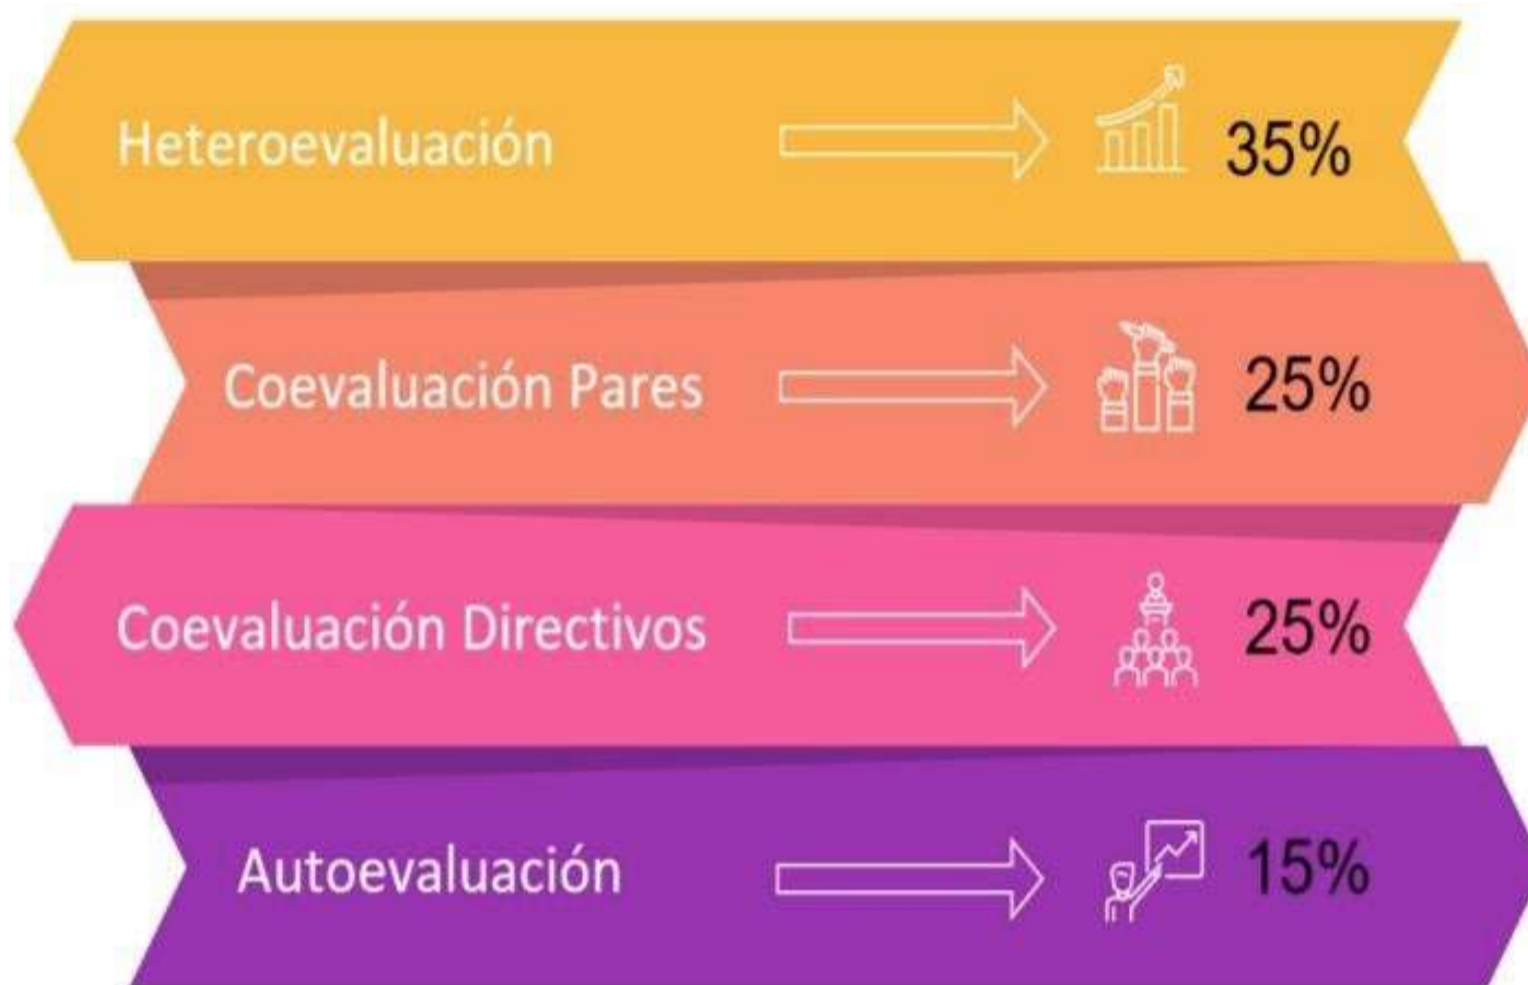 Heteroevaluación 35%
Coevaluación Pares 25%
Coevaluación Directivos 25%
Autoevaluación 15%